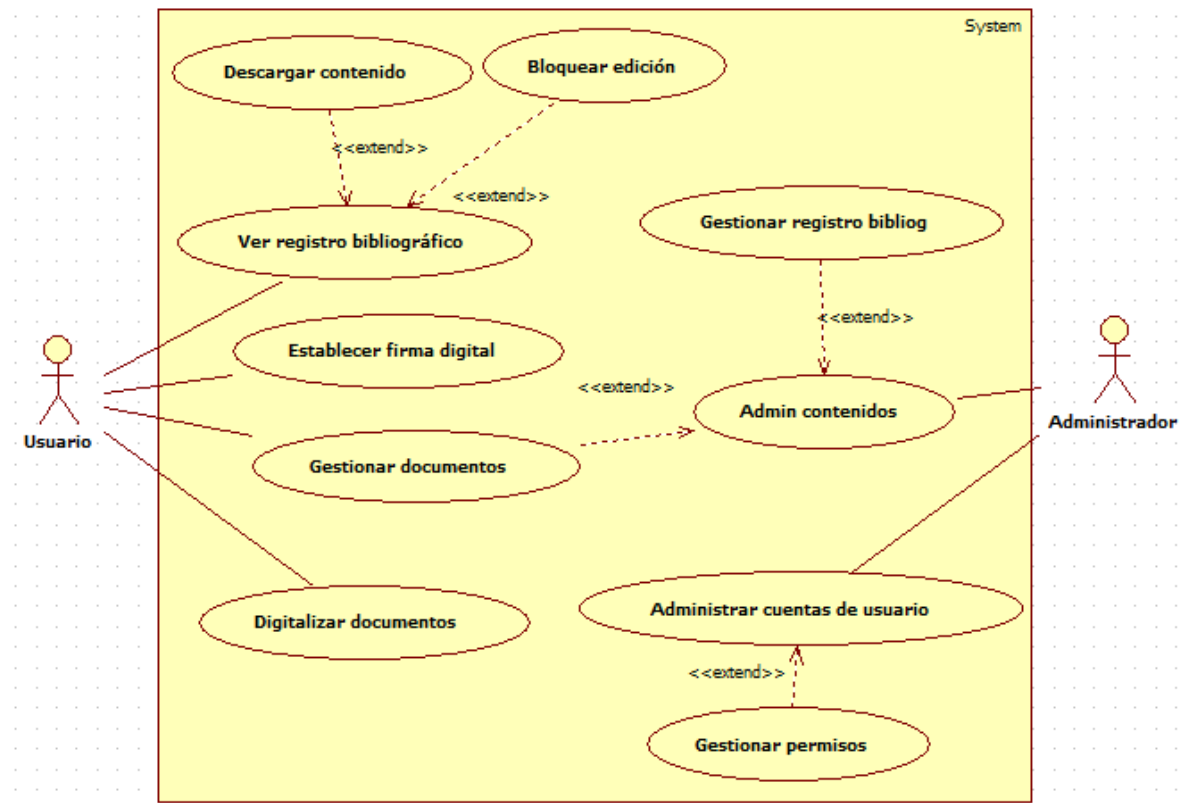 System
Descargar contenido
Bloquear edición
<<extend>>
<<extend>>
Gestionar registro bibliog
Ver registro bibliográfico
<<extend>>
Establecer firma digital
<<extend>>
Admin contenidos
Usuario
Administrador
Gestionar documentos
Digitalizar documentos
Administrar cuentas de usuario
<<extend>>
Gestionar permisos